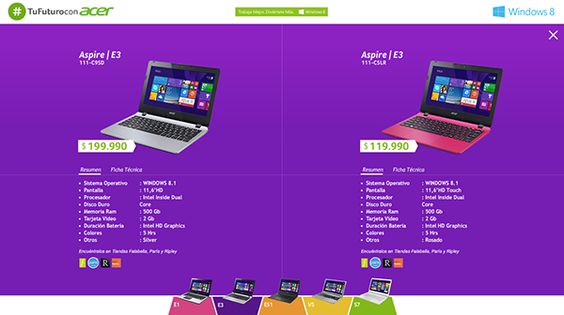 # TuFuturocon acer
Trabaja Mejor. Diviértete Más. Windows 8
Windows 8
Aspire | E3
111-C9SD
$ 199.990
Resumen Ficha Técnica
• Sistema Operativo : WINDOWS 8.1
• Pantalla : 11,6"HD
• Procesador : Intel Inside Dual
• Disco Duro Core
• Memoria Ram : 500 Gb
• Tarjeta Video : 2 Gb
• Duración Batería : Intel HD Graphics
• Colores : 5 Hrs
• Otros : Silver
Encuéntralos en Tiendas Falabella, Paris y Ripley
Aspire | E3
111-C5LR
$ 119.990
Resumen Ficha Técnica
• Sistema Operativo : WINDOWS 8.1
• Pantalla : 11,6"HD Touch
• Procesador : Intel Inside Dual
• Disco Duro Core
• Memoria Ram : 500 Gb
• Tarjeta Video : 2 Gb
• Duración Batería : Intel HD Graphics
• Colores : 5 Hrs
• Otros : Rosado
Encuéntralos en Tiendas Falabella, Paris y Ripley
E1
E3
ES1
V5
S7